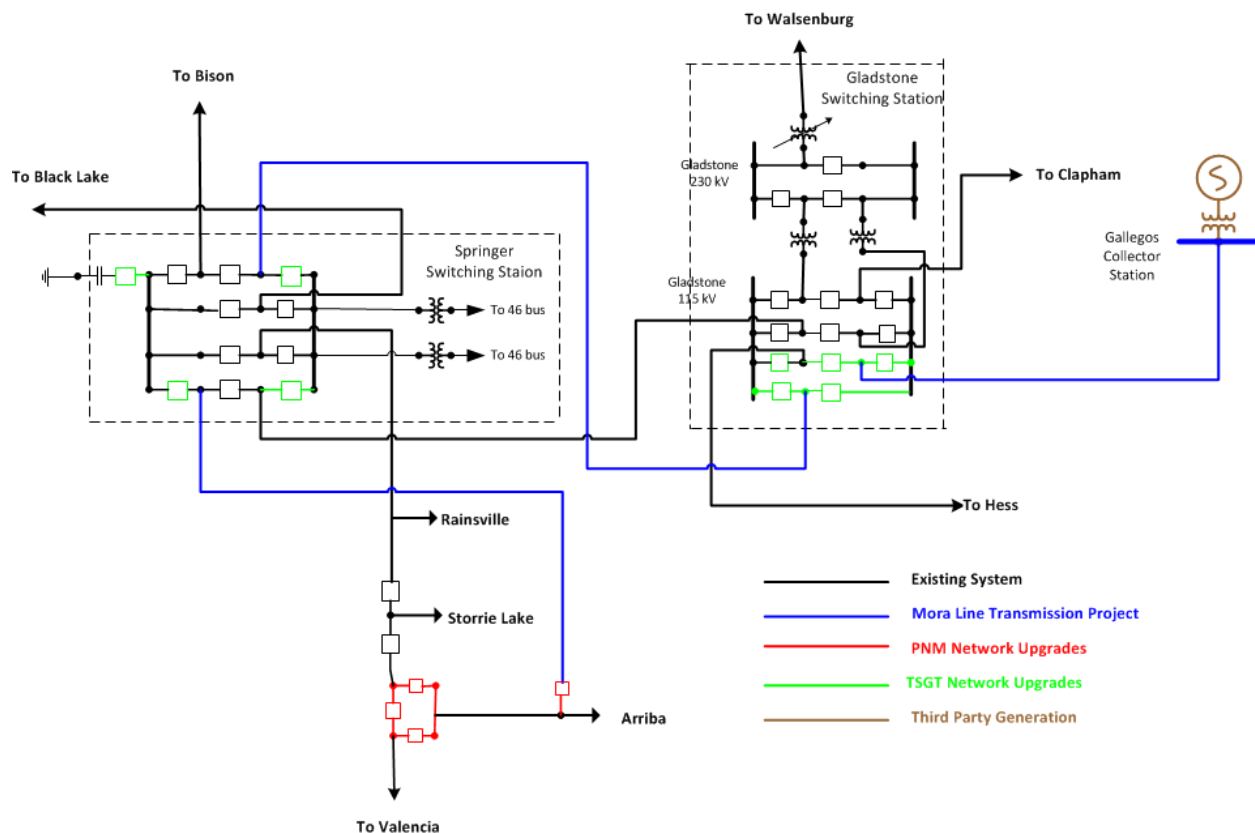 To Walsenburg
To Bison
Gladstone
Switching Station
To Black Lake
Gladstone
230 kV
To Clapham
Springer
Switching Staion
Gallegos
Collector
Station
Gladstone
115 kV
To 46 bus
To 46 bus
To Hess
Rainsville
Storrie Lake
Arriba
To Valencia
Existing System
Mora Line Transmission Project
PNM Network Upgrades
TSGT Network Upgrades
Third Party Generation